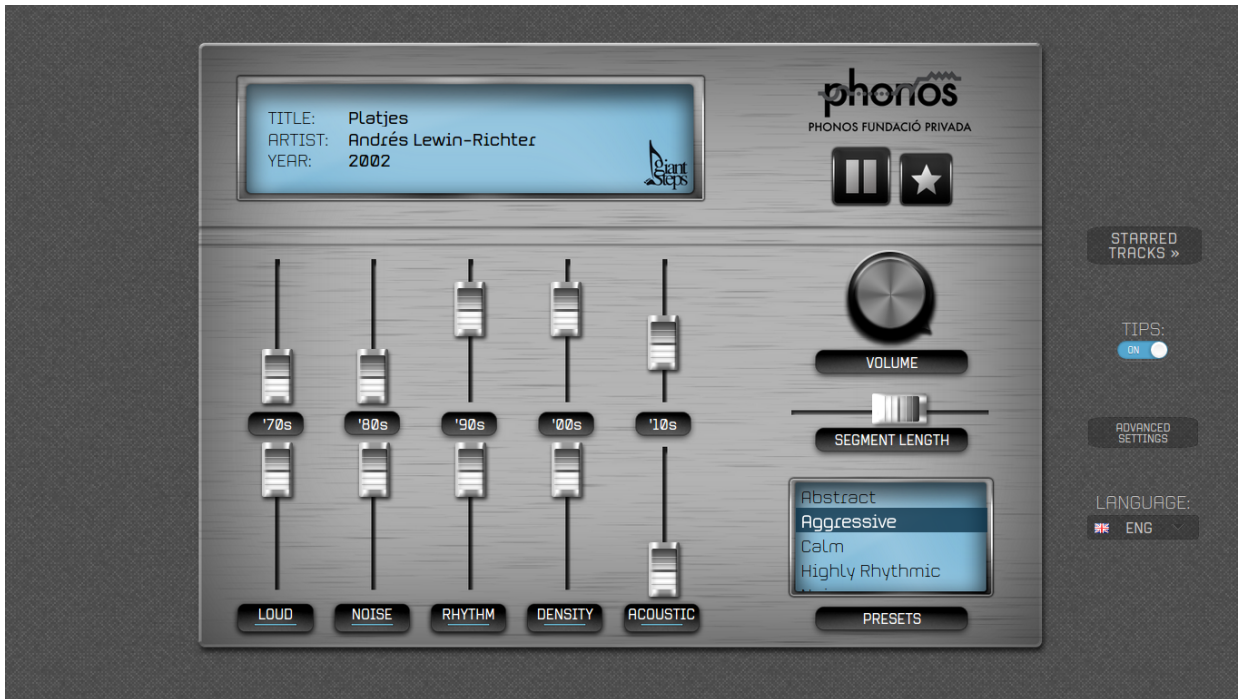 TITLE: Platjes
ARTIST: Andrés Lewin-Richter
YEAR: 2002
giant
Steps
phonos
PHONOS FUNDACIÓ PRIVADA
STARRED
TRACKS »
TIPS:
ON
VOLUME
'70s '80s '90s '00s '10s
SEGMENT LENGTH
ADVANCED
SETTINGS
Abstract
Aggressive
Calm
Highly Rhythmic
LANGUAGE:
ENG
LOUD NOISE RHYTHM DENSITY ACOUSTIC
PRESETS